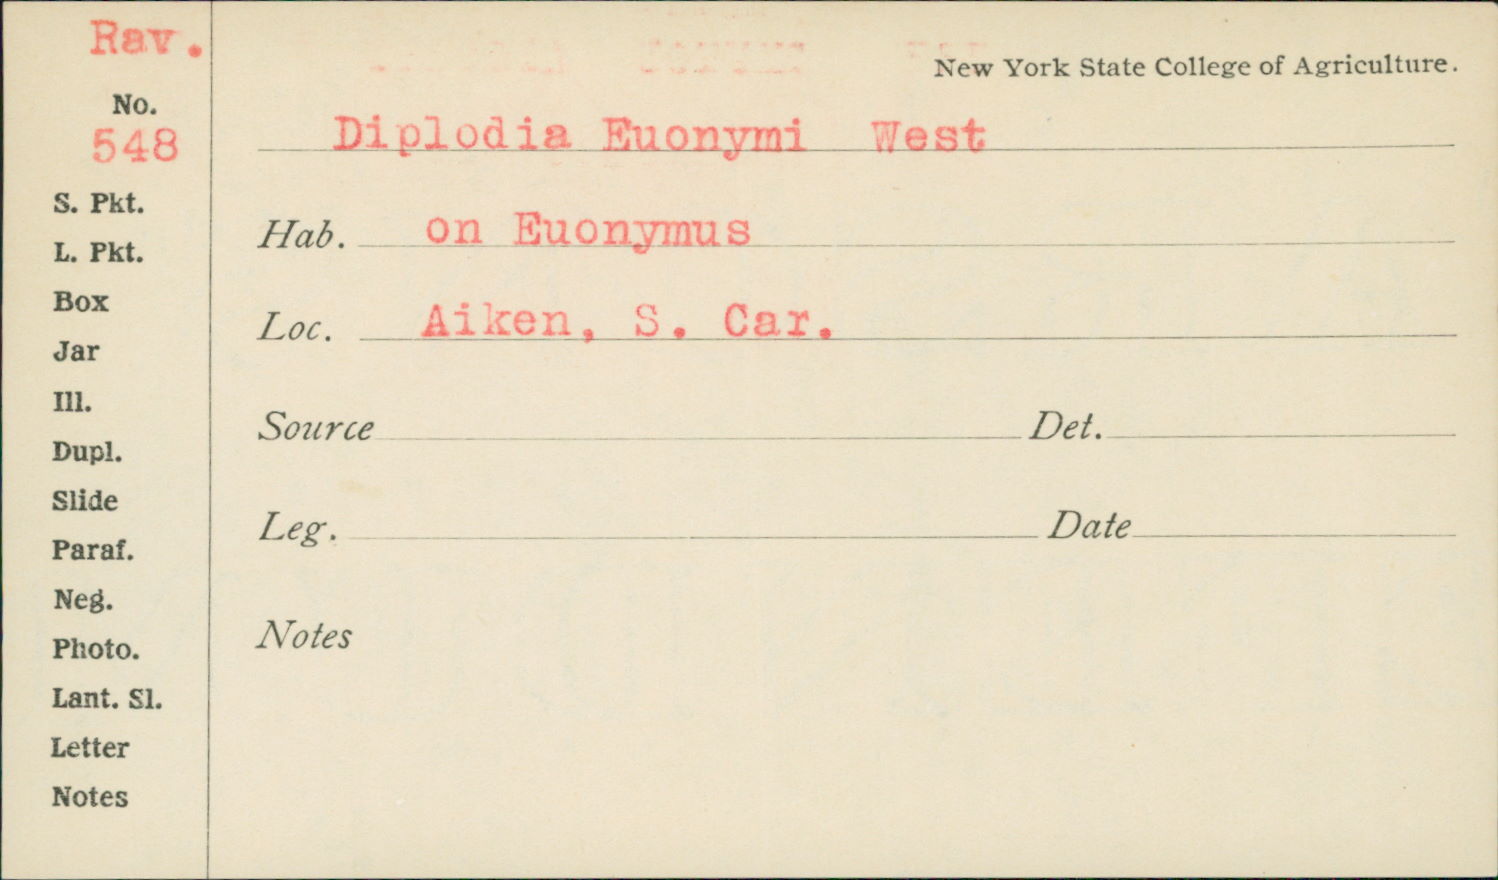 Rav.
No.
548
S. Pkt.
L. Pkt.
Box
Jar
Ill.
Dupl.
Slide
Paraf.
Neg.
Photo.
Lant. Sl.
Letter
Notes
New York State College of Agriculture.
Diplodia Euonymi West
Hab. on Euonymus
Loc. Aiken, S. Car.
Source Det.
Leg. Date
Notes